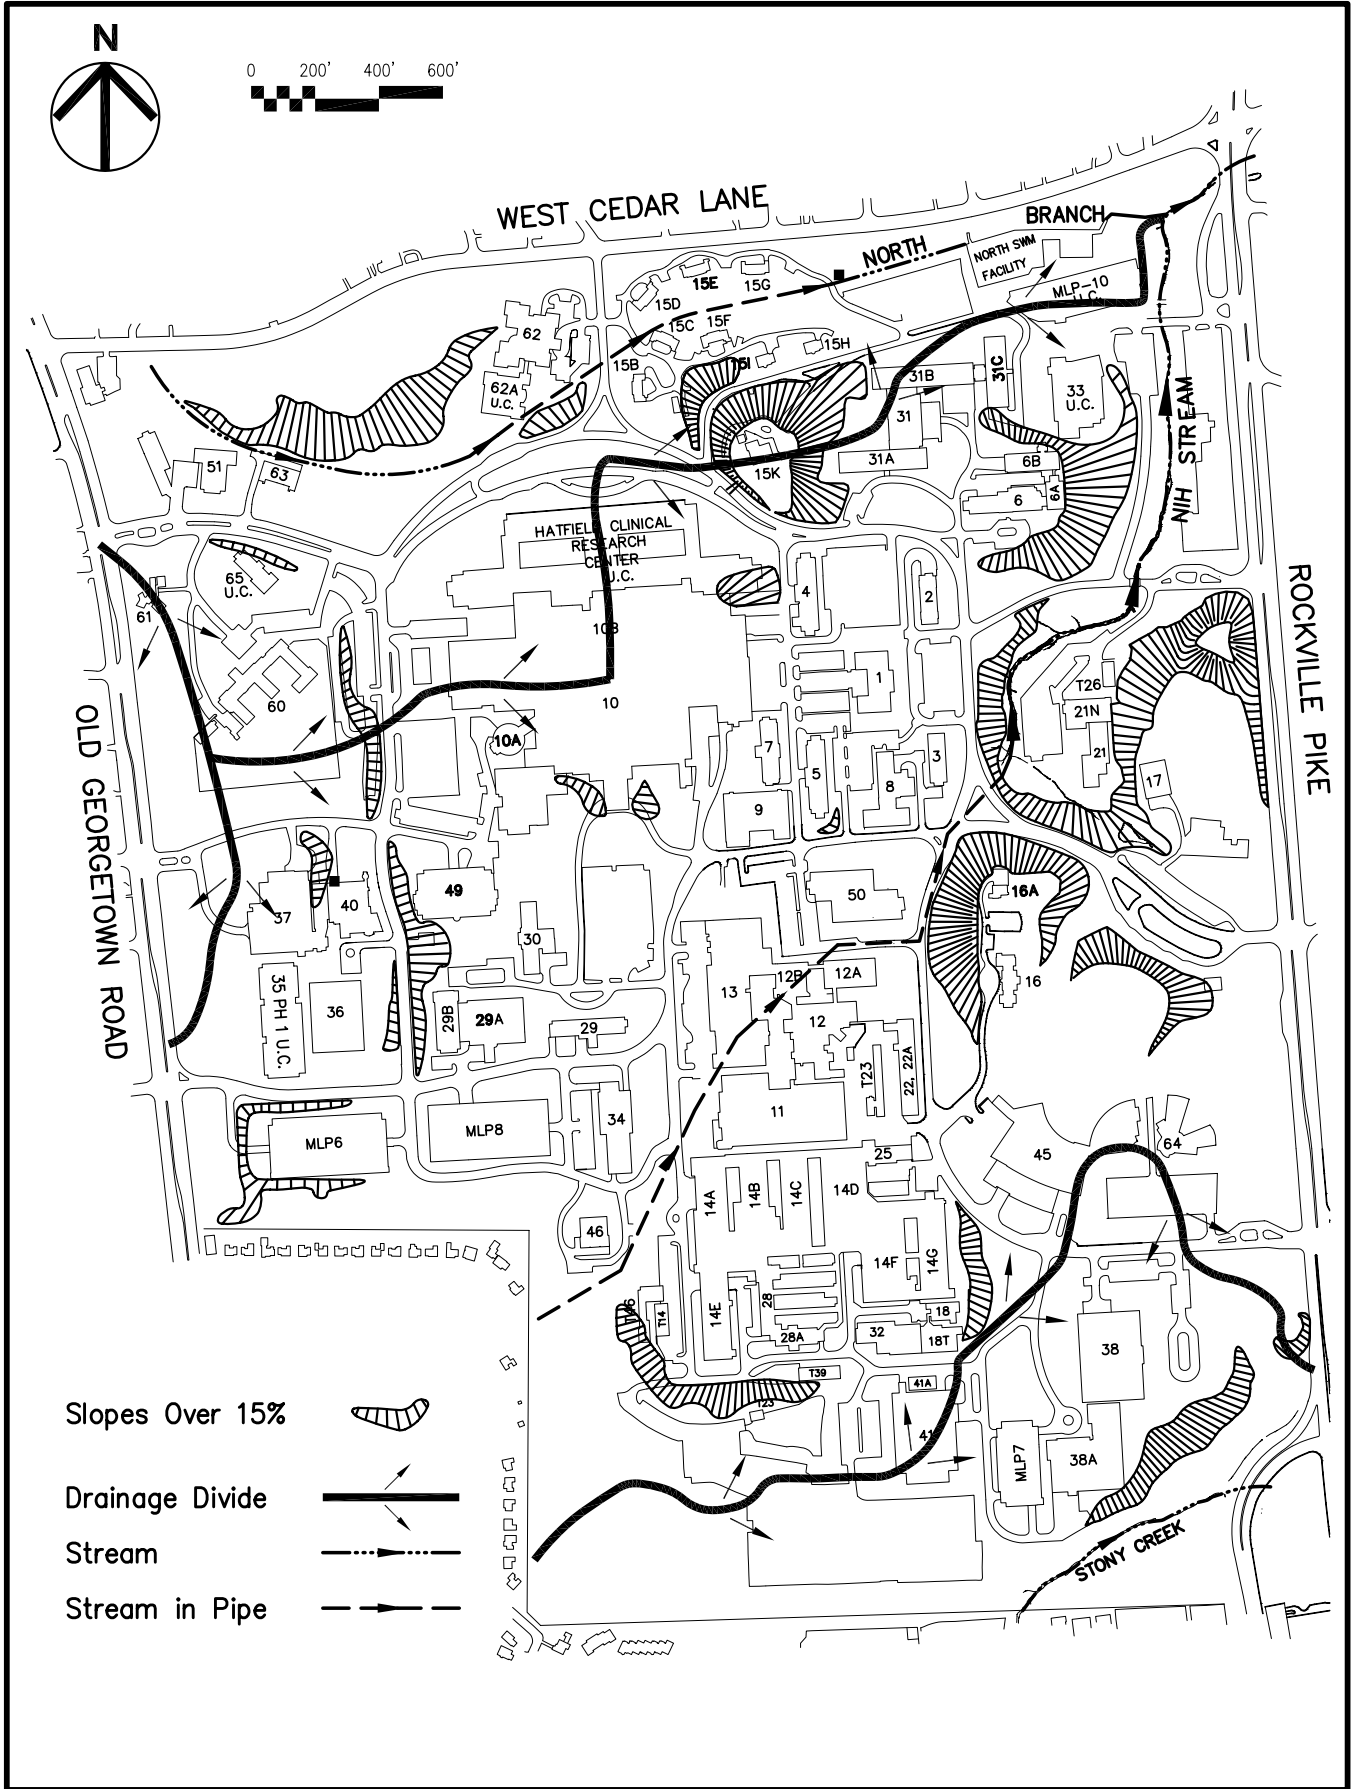 N
0 200' 400' 600'
WEST CEDAR LANE
BRANCH
NORTH
NORTH SWM
FACILITY
MLP-10
U.C.
15E
15G
15D
15C
15F
15B
15I
15H
62
62A
U.C.
31B
31C
33
U.C.
31
31A
15K
6B
6
6A
NIH STREAM
51
63
HATFIELD CLINICAL
RESEARCH
CENTER
U.C.
65
U.C.
61
4
2
10B
10
1
60
10A
T26
21N
21
17
7
5
8
3
9
ROCKVILLE PIKE
OLD GEORGETOWN ROAD
37
40
49
50
16A
30
12B
12A
13
12
16
35 PH 1 U.C.
36
29B
29A
29
T23
22, 22A
MLP6
MLP8
34
11
25
45
64
14A
14B
14C
14D
46
14F
14G
T46
T14
14E
28
28A
32
18
18T
38
T39
41A
T23
41
MLP7
38A
STONY CREEK
Slopes Over 15%
Drainage Divide
Stream
Stream in Pipe